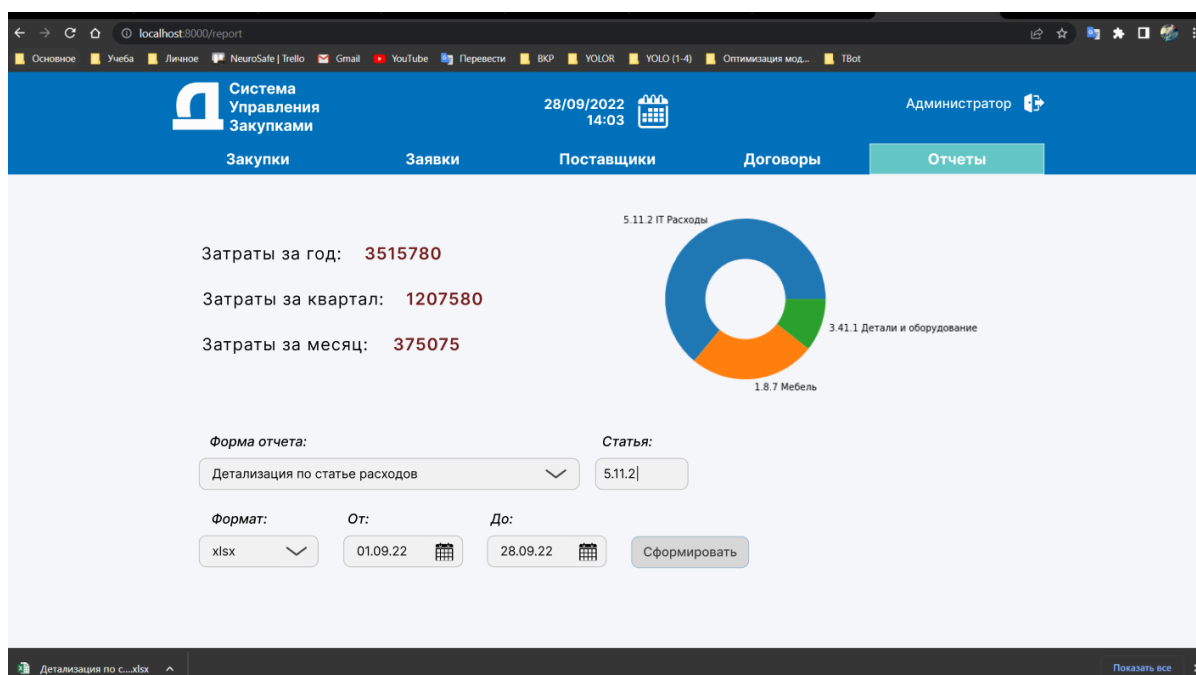 localhost:8000/report
Основное Учеба Личное NeuroSafe | Trello Gmail YouTube Перевести ВКР YOLOR YOLO (1-4) Оптимизация мод... TBot
Система
Управления
Закупками
28/09/2022
14:03
Администратор
Закупки Заявки Поставщики Договоры Отчеты
5.11.2 IT Расходы
Затраты за год: 3515780
Затраты за квартал: 1207580
3.41.1 Детали и оборудование
Затраты за месяц: 375075
1.8.7 Мебель
Форма отчета: Статья:
Детализация по статье расходов 5.11.2
Формат: От: До:
xlsx 01.09.22 28.09.22 Сформировать
Детализация по с....xlsx Показать все